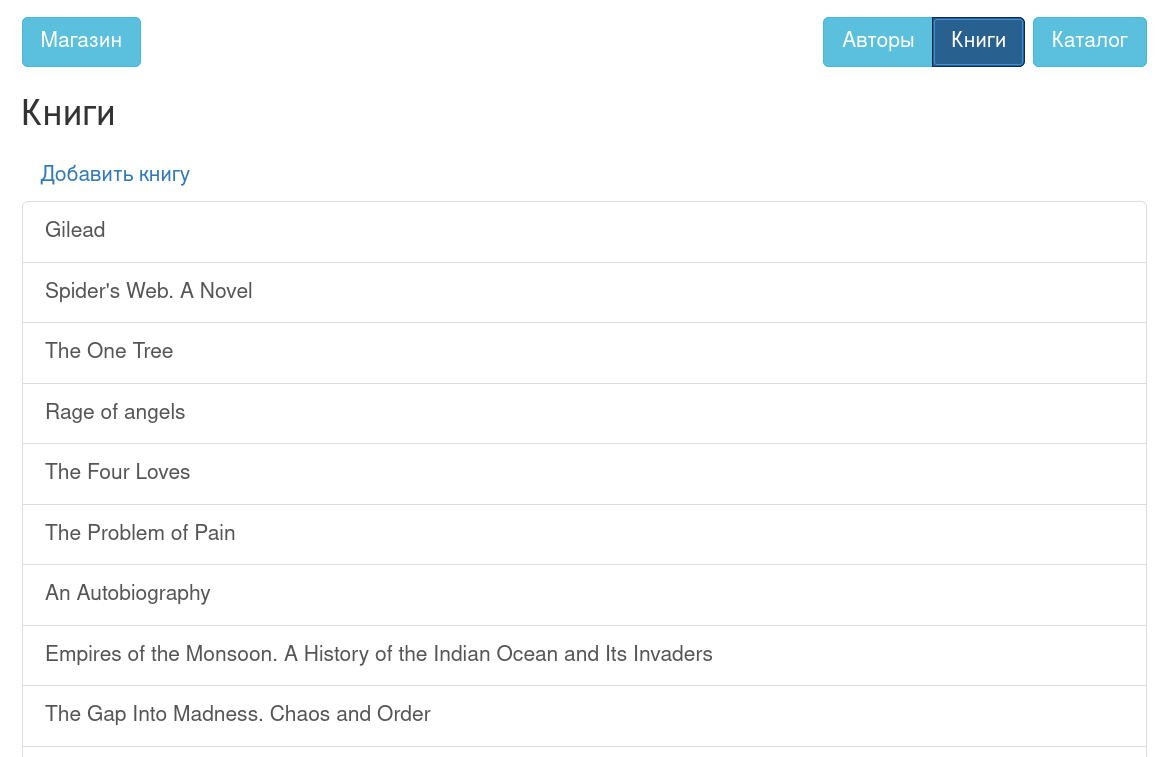 Магазин
Авторы
Книги
Каталог
Книги
Добавить книгу
Gilead
Spider's Web. A Novel
The One Tree
Rage of angels
The Four Loves
The Problem of Pain
An Autobiography
Empires of the Monsoon. A History of the Indian Ocean and Its Invaders
The Gap Into Madness. Chaos and Order